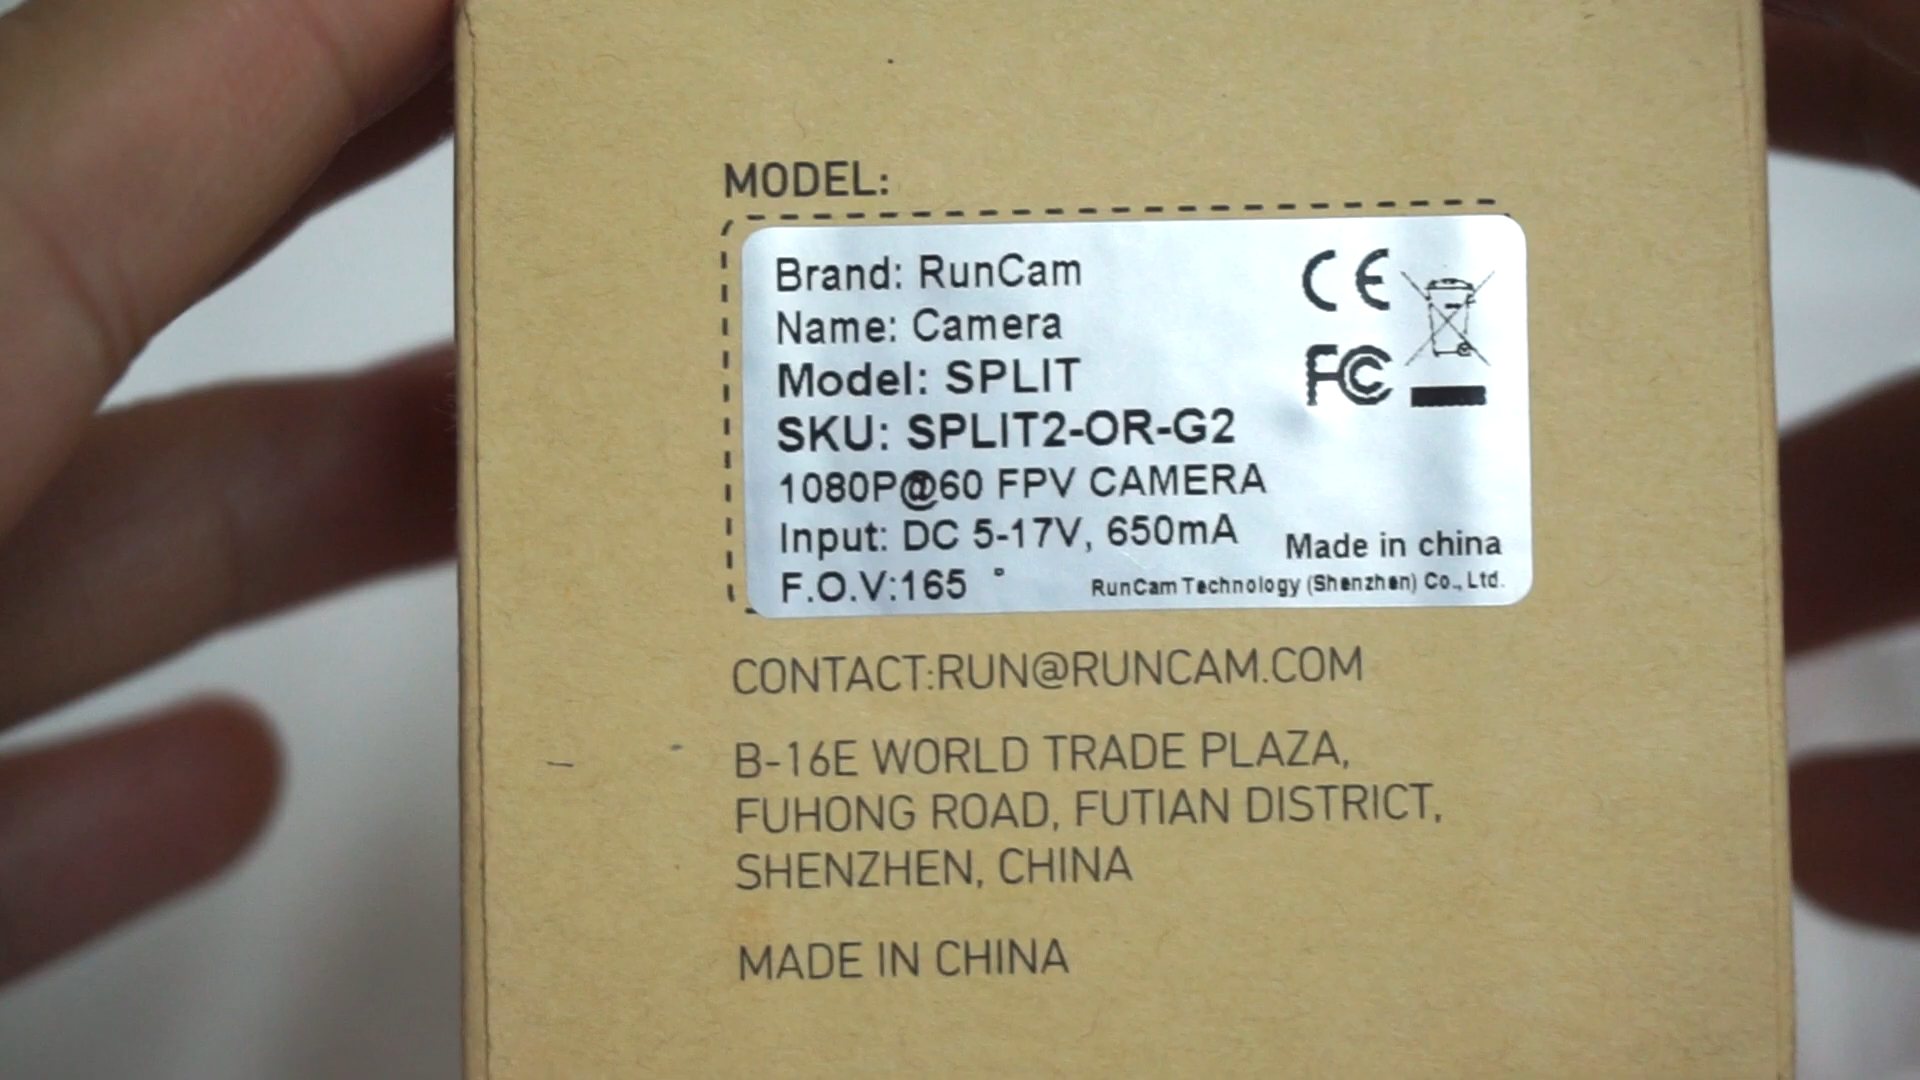 MODEL:
Brand: RunCam
Name: Camera
Model: SPLIT
SKU: SPLIT2-OR-G2
1080P@60 FPV CAMERA
Input: DC 5-17V, 650mA
F.O.V:165 °
CE
FC
Made in china
RunCam Technology (Shenzhen) Co., Ltd.
CONTACT:RUN@RUNCAM.COM
B-16E WORLD TRADE PLAZA,
FUHONG ROAD, FUTIAN DISTRICT,
SHENZHEN, CHINA
MADE IN CHINA